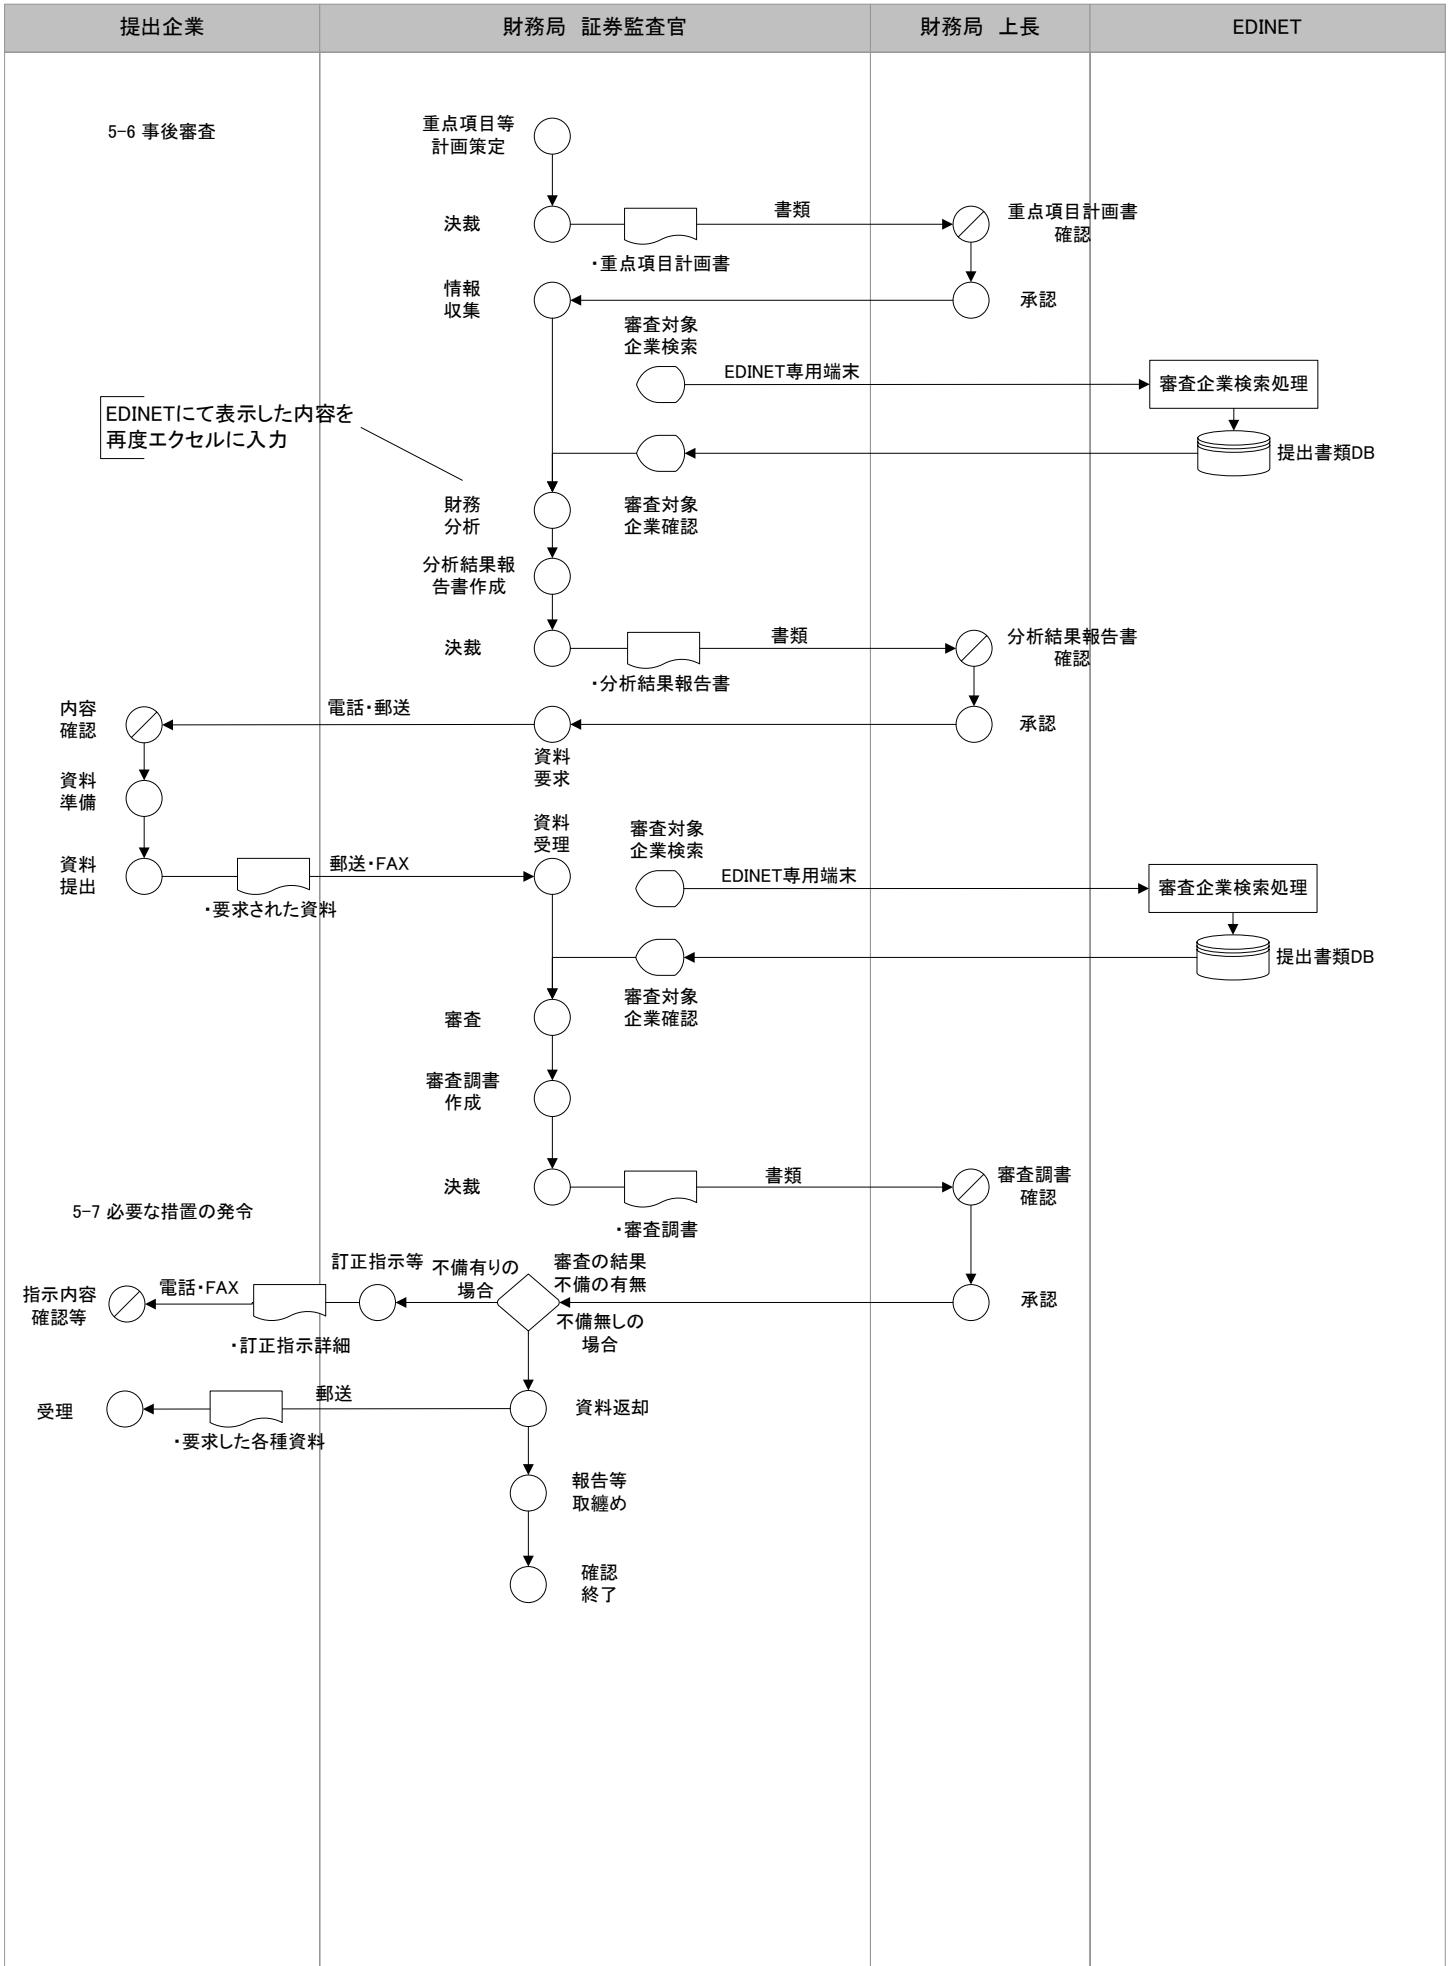 提出企業
財務局　証券監査官
財務局　上長
EDINET
5-6 事後審査
重点項目等
計画策定
決裁
書類
・重点項目計画書
重点項目計画書
確認
情報
収集
承認
審査対象
企業検索
EDINET専用端末
審査企業検索処理
EDINETにて表示した内容を
再度エクセルに入力
提出書類DB
財務
分析
審査対象
企業確認
分析結果報
告書作成
決裁
書類
・分析結果報告書
分析結果報告書
確認
内容
確認
電話・郵送
資料
要求
承認
資料
準備
資料
提出
郵送・FAX
・要求された資料
資料
受理
審査対象
企業検索
EDINET専用端末
審査企業検索処理
提出書類DB
審査対象
企業確認
審査
審査調書
作成
決裁
書類
・審査調書
審査調書
確認
5-7 必要な措置の発令
指示内容
確認等
電話・FAX
・訂正指示詳細
訂正指示等
不備有りの
場合
審査の結果
不備の有無
不備無しの
場合
承認
受理
郵送
・要求した各種資料
資料返却
報告等
取纏め
確認
終了